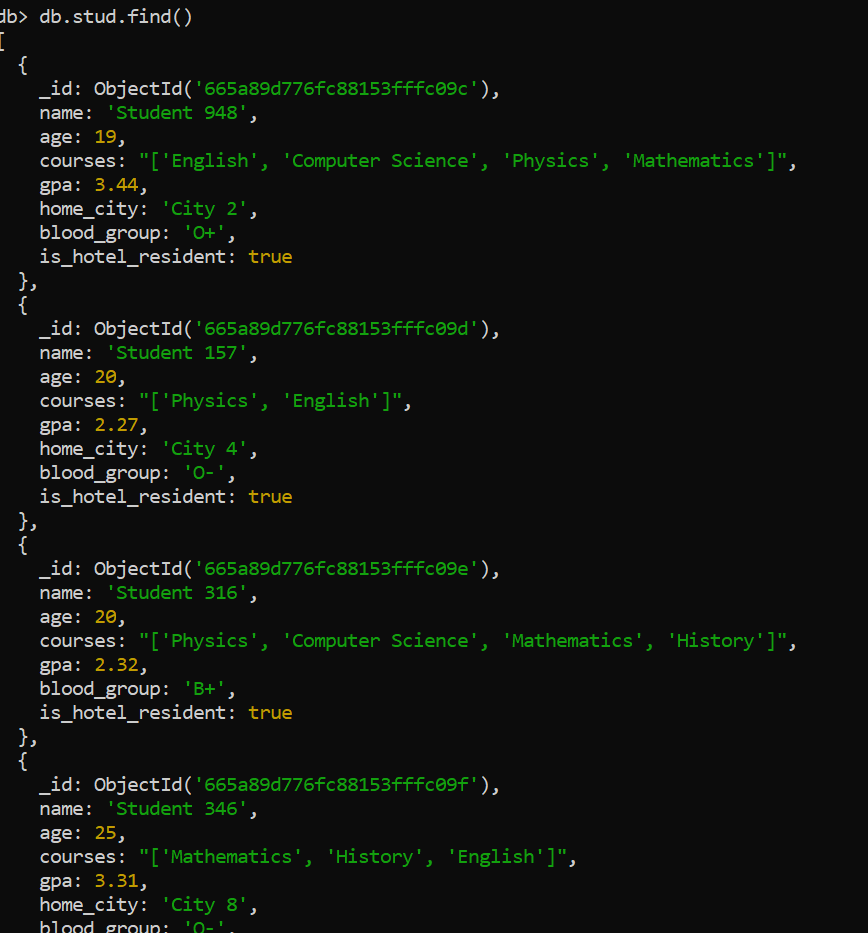 db> db.stud.find()
[
{
_id: ObjectId('665a89d776fc88153fffc09c'),
name: 'Student 948',
age: 19,
courses: "['English', 'Computer Science', 'Physics', 'Mathematics']",
gpa: 3.44,
home_city: 'City 2',
blood_group: 'O+',
is_hotel_resident: true
},
{
_id: ObjectId('665a89d776fc88153fffc09d'),
name: 'Student 157',
age: 20,
courses: "['Physics', 'English']",
gpa: 2.27,
home_city: 'City 4',
blood_group: 'O-',
is_hotel_resident: true
},
{
_id: ObjectId('665a89d776fc88153fffc09e'),
name: 'Student 316',
age: 20,
courses: "['Physics', 'Computer Science', 'Mathematics', 'History']",
gpa: 2.32,
blood_group: 'B+',
is_hotel_resident: true
},
{
_id: ObjectId('665a89d776fc88153fffc09f'),
name: 'Student 346',
age: 25,
courses: "['Mathematics', 'History', 'English']",
gpa: 3.31,
home_city: 'City 8',
blood_group: 'O-',